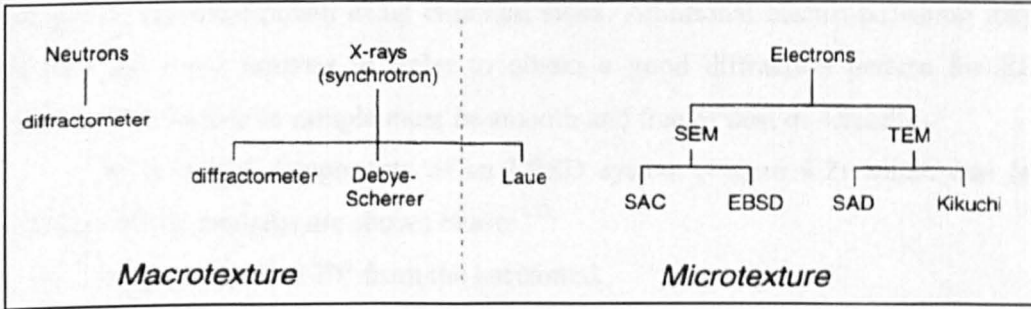 Neutrons
diffractometer
X-rays
(synchrotron)
diffractometer
Debye-
Scherrer
Laue
Electrons
SEM
TEM
SAC
EBSD
SAD
Kikuchi
Macrotexture
Microtexture